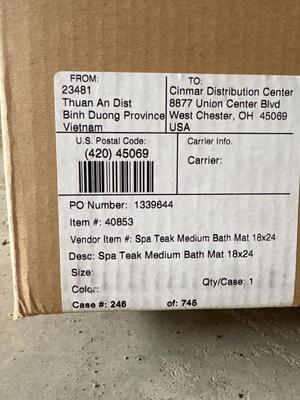 FROM:
23481
Thuan An Dist
Binh Duong Province
Vietnam
TO:
Cinmar Distribution Center
8877 Union Center Blvd
West Chester, OH 45069
USA
U.S. Postal Code:
(420) 45069
Carrier Info.
Carrier:
PO Number: 1339644
Item #: 40853
Vendor Item #: Spa Teak Medium Bath Mat 18x24
Desc: Spa Teak Medium Bath Mat 18x24
Size:
Qty/Case: 1
Color:
Case #: 246 of: 745